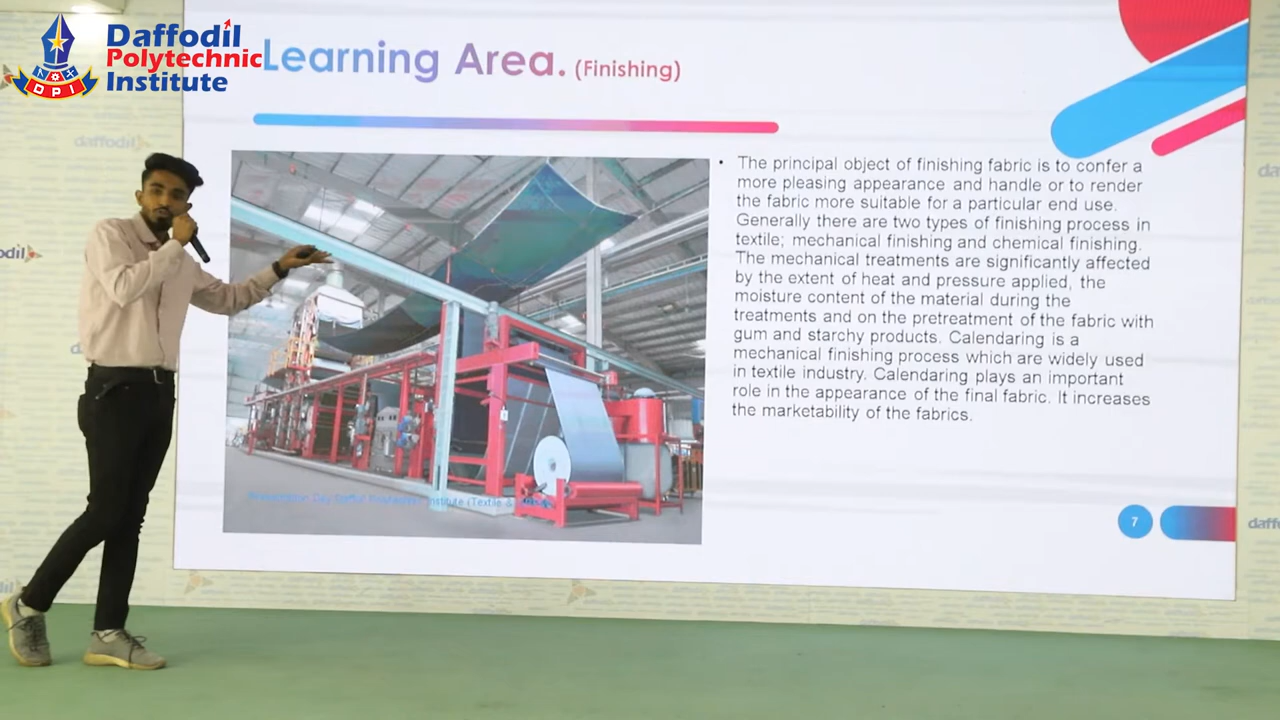 Daffodil
Polytechnic
Institute
DPI
Learning Area. (Finishing)
daffodil
• The principal object of finishing fabric is to confer a
more pleasing appearance and handle or to render
the fabric more suitable for a particular end use.
Generally there are two types of finishing process in
textile; mechanical finishing and chemical finishing.
The mechanical treatments are significantly affected
by the extent of heat and pressure applied, the
moisture content of the material during the
treatments and on the pretreatment of the fabric with
gum and starchy products. Calendaring is a
mechanical finishing process which are widely used
in textile industry. Calendaring plays an important
role in the appearance of the final fabric. It increases
the marketability of the fabrics.
7